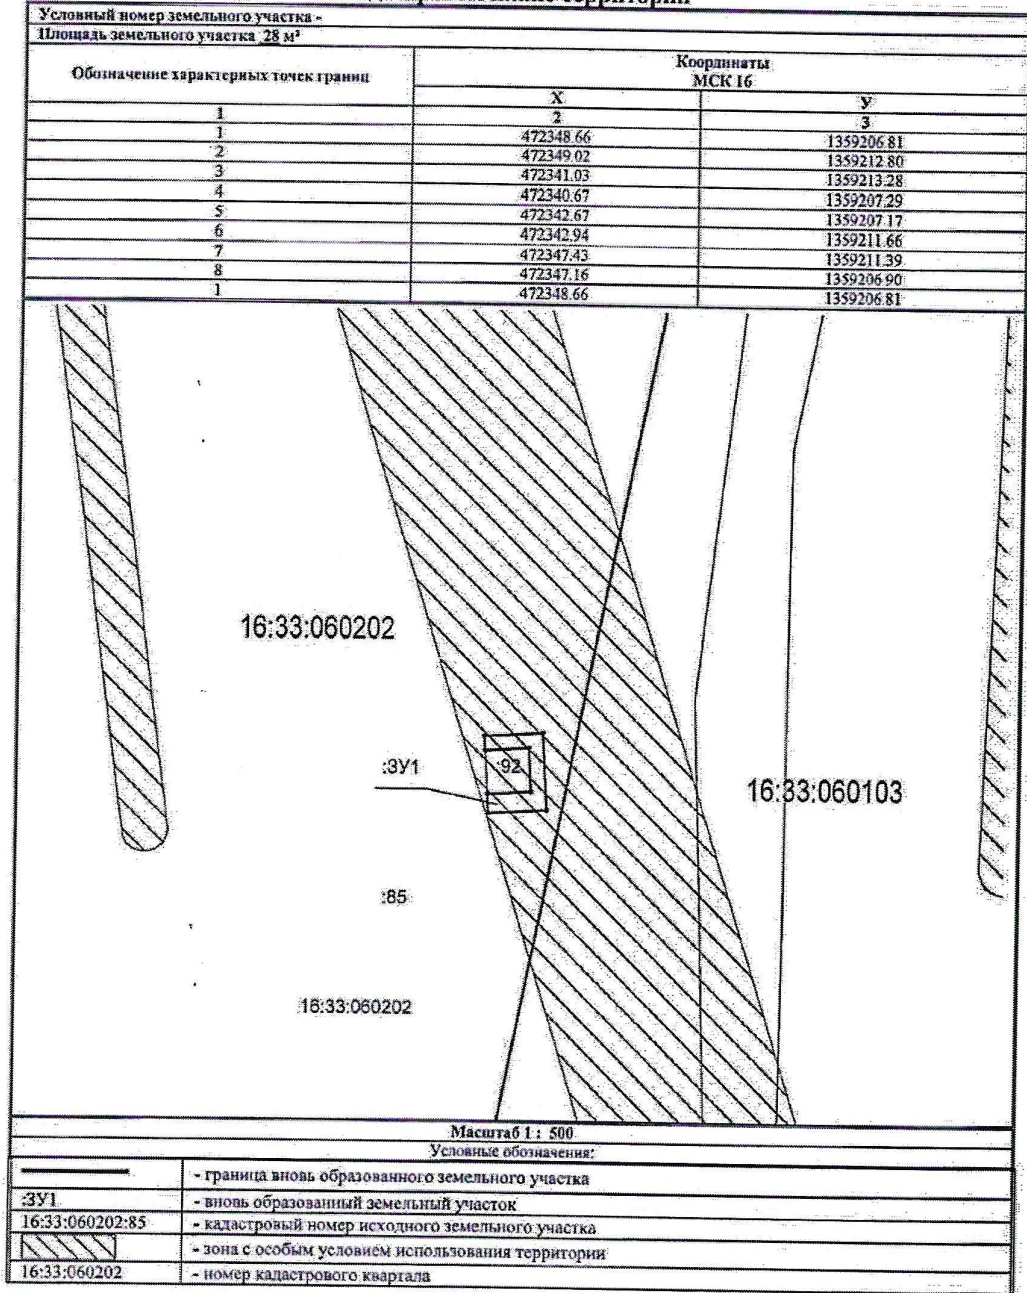 территории
Условный номер земельного участка -
Площадь земельного участка 28 м²
Обозначение характерных точек границ
Координаты
МСК 16
X У
1 2 3
1 472348.66 1359206.81
2 472349.02 1359212.80
3 472341.03 1359213.28
4 472340.67 1359207.29
5 472342.67 1359207.17
6 472342.94 1359211.66
7 472347.43 1359211.39
8 472347.16 1359206.90
1 472348.66 1359206.81
16:33:060202
:ЗУ1 :92
16:33:060103
:85
16:33:060202
Масштаб 1 : 500
Условные обозначения:
- граница вновь образованного земельного участка
:ЗУ1 - вновь образованный земельный участок
16:33:060202:85 - кадастровый номер исходного земельного участка
- зона с особым условием использования территории
16:33:060202 - номер кадастрового квартала